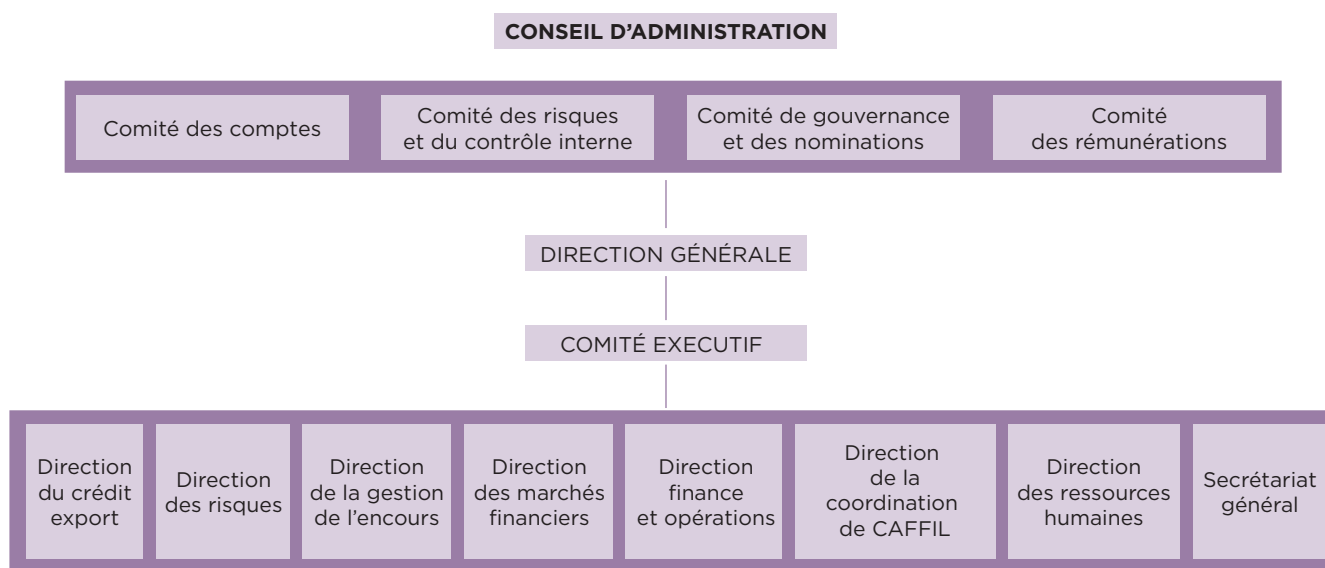 CONSEIL D'ADMINISTRATION
Comité des comptes
Comité des risques
et du contrôle interne
Comité de gouvernance
et des nominations
Comité
des rémunérations
DIRECTION GÉNÉRALE
COMITÉ EXECUTIF
Direction
du crédit
export
Direction
des risques
Direction
de la gestion
de l'encours
Direction
des marchés
financiers
Direction
finance
et opérations
Direction
de la
coordination
de CAFFIL
Direction
des ressources
humaines
Secrétariat
général